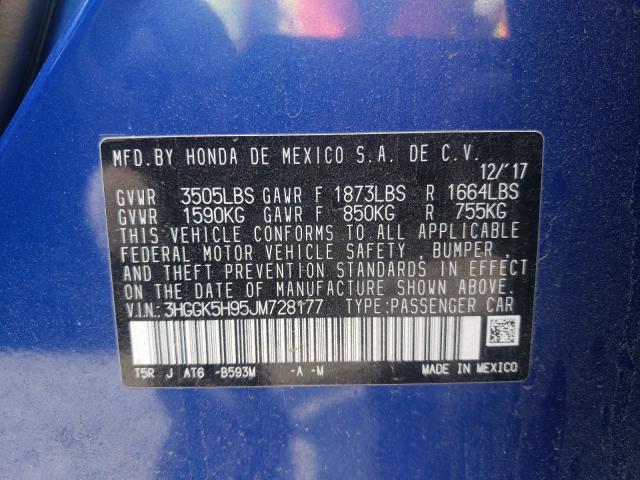 MFD.BY HONDA DE MEXICO S.A. DE C.V.
12/'17
GVWR 3505LBS GAWR F 1873LBS R 1664LBS
GVWR 1590KG GAWR F 850KG R 755KG
THIS VEHICLE CONFORMS TO ALL APPLICABLE
FEDERAL MOTOR VEHICLE SAFETY , BUMPER ,
AND THEFT PREVENTION STANDARDS IN EFFECT
ON THE DATE OF MANUFACTURE SHOWN ABOVE.
V.I.N.: 3HGGK5H95JM728177 TYPE:PASSENGER CAR
T5R J AT6 -B593M -A -M MADE IN MEXICO